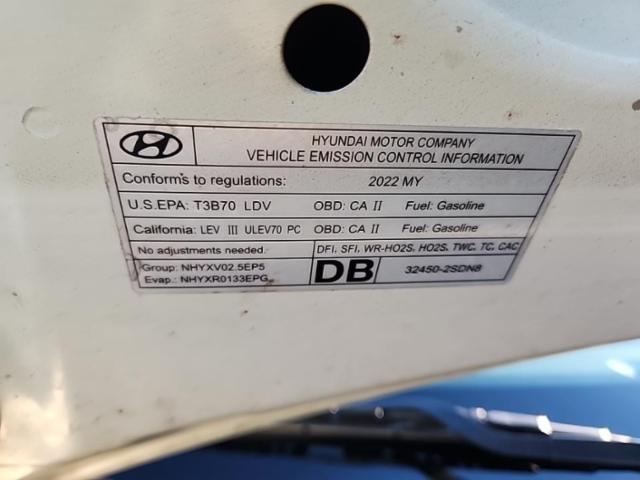 HYUNDAI MOTOR COMPANY
VEHICLE EMISSION CONTROL INFORMATION
Conforms to regulations: 2022 MY
U.S.EPA: T3B70 LDV OBD: CA II Fuel: Gasoline
California: LEV III ULEV70 PC OBD: CA II Fuel: Gasoline
No adjustments needed. DFI, SFI, WR-HO2S, HO2S, TWC, TC, CAC
Group: NHYXV02.5EP5
Evap.: NHYXR0133EPG
DB
32450-2SDN8